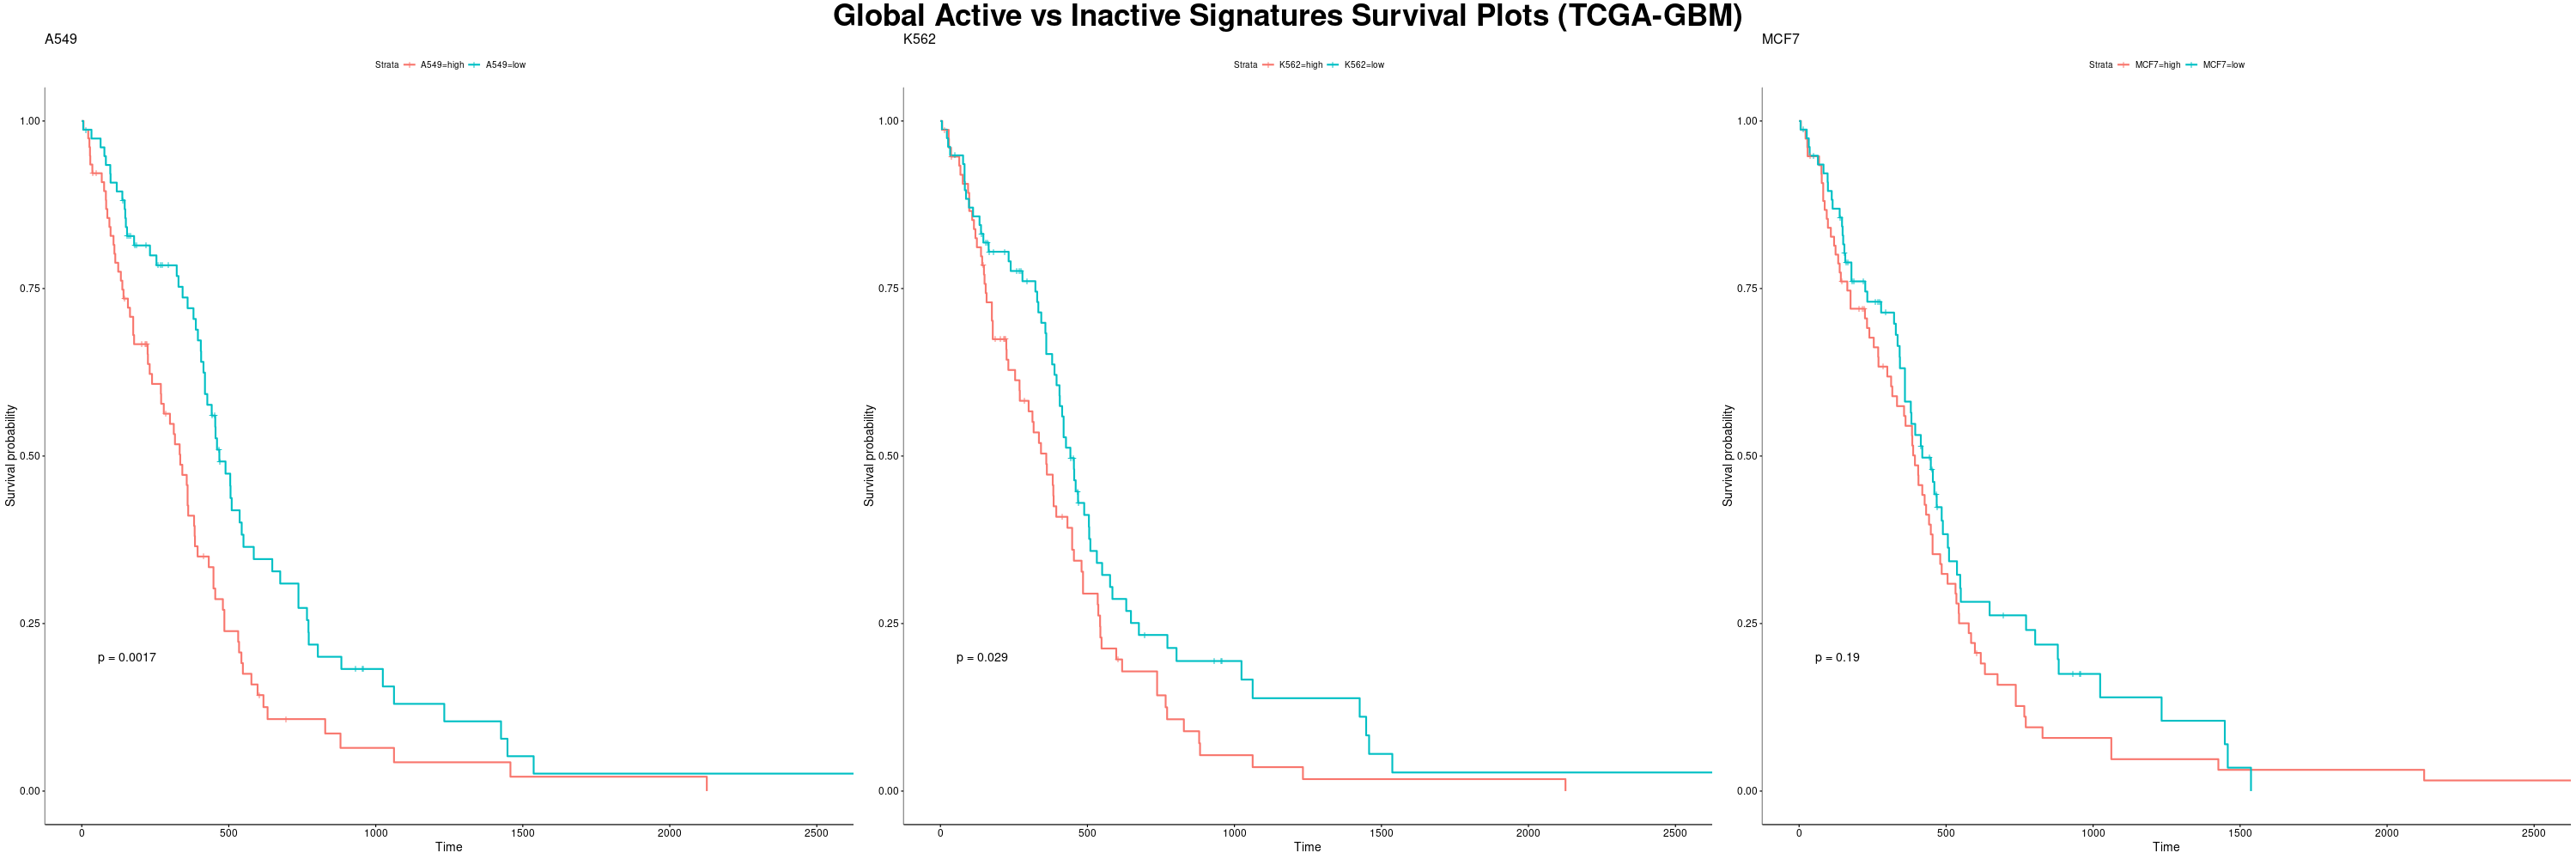 Global Active vs Inactive Signatures Survival Plots (TCGA-GBM)
A549
Strata A549=high A549=low
1.00
0.75
0.50
0.25
0.00
Survival probability
p = 0.0017
0 500 1000 1500 2000 2500
Time
K562
Strata K562=high K562=low
1.00
0.75
0.50
0.25
0.00
Survival probability
p = 0.029
0 500 1000 1500 2000 2500
Time
MCF7
Strata MCF7=high MCF7=low
1.00
0.75
0.50
0.25
0.00
Survival probability
p = 0.19
0 500 1000 1500 2000 2500
Time